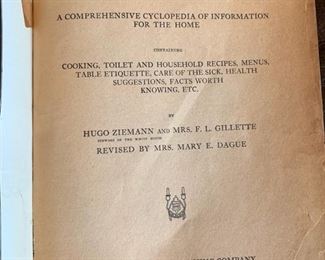 A COMPREHENSIVE CYCLOPEDIA OF INFORMATION
FOR THE HOME
CONTAINING
COOKING, TOILET AND HOUSEHOLD RECIPES, MENUS,
TABLE ETIQUETTE, CARE OF THE SICK, HEALTH
SUGGESTIONS, FACTS WORTH
KNOWING, ETC.
BY
HUGO ZIEMANN AND MRS. F. L. GILLETTE
STEWARD OF THE WHITE HOUSE
REVISED BY MRS. MARY E. DAGUE
COMPANY